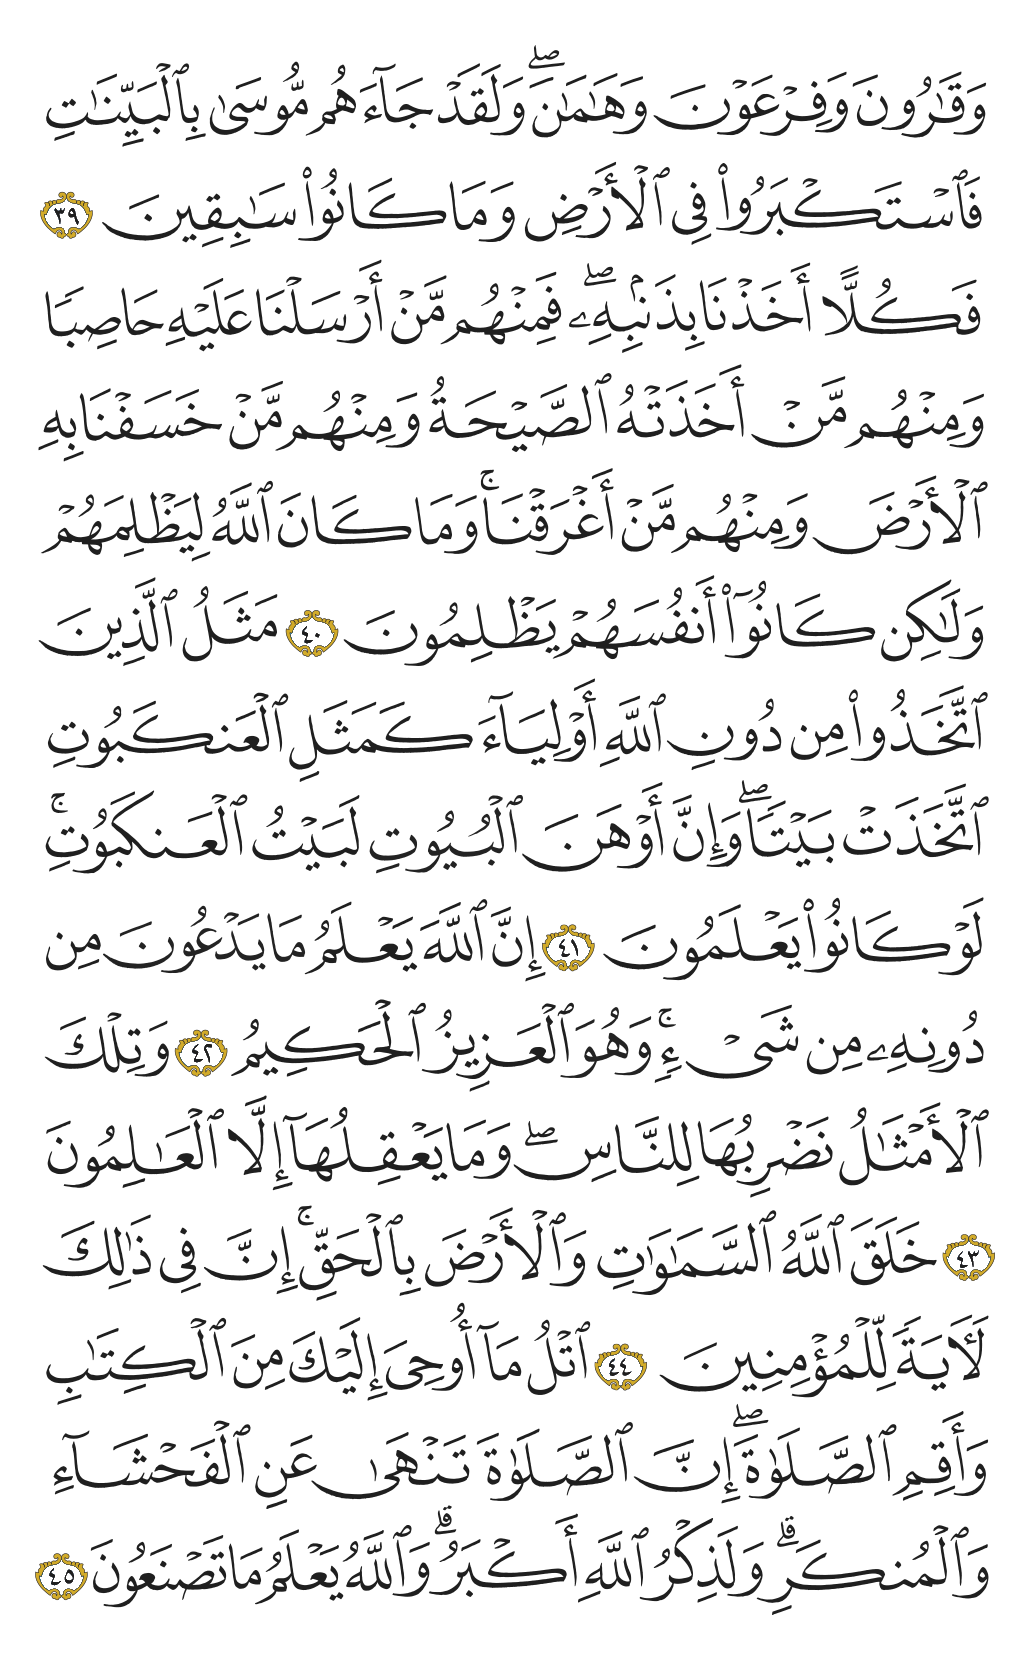 وَقَٰرُونَ وَفِرْعَوْنَ وَهَٰمَٰنَۖ وَلَقَدْ جَآءَهُم مُّوسَىٰ بِٱلْبَيِّنَٰتِ
فَٱسْتَكْبَرُوا۟ فِى ٱلْأَرْضِ وَمَا كَانُوا۟ سَٰبِقِينَ ٣٩
فَكُلًّا أَخَذْنَا بِذَنۢبِهِۦۖ فَمِنْهُم مَّنْ أَرْسَلْنَا عَلَيْهِ حَاصِبًا
وَمِنْهُم مَّنْ أَخَذَتْهُ ٱلصَّيْحَةُ وَمِنْهُم مَّنْ خَسَفْنَا بِهِ
ٱلْأَرْضَ وَمِنْهُم مَّنْ أَغْرَقْنَاۚ وَمَا كَانَ ٱللَّهُ لِيَظْلِمَهُمْ
وَلَٰكِن كَانُوٓا۟ أَنفُسَهُمْ يَظْلِمُونَ ٤٠ مَثَلُ ٱلَّذِينَ
ٱتَّخَذُوا۟ مِن دُونِ ٱللَّهِ أَوْلِيَآءَ كَمَثَلِ ٱلْعَنكَبُوتِ
ٱتَّخَذَتْ بَيْتًاۖ وَإِنَّ أَوْهَنَ ٱلْبُيُوتِ لَبَيْتُ ٱلْعَنكَبُوتِۚ
لَوْ كَانُوا۟ يَعْلَمُونَ ٤١ إِنَّ ٱللَّهَ يَعْلَمُ مَا يَدْعُونَ مِن
دُونِهِۦ مِن شَىْءٍۚ وَهُوَ ٱلْعَزِيزُ ٱلْحَكِيمُ ٤٢ وَتِلْكَ
ٱلْأَمْثَٰلُ نَضْرِبُهَا لِلنَّاسِۖ وَمَا يَعْقِلُهَآ إِلَّا ٱلْعَٰلِمُونَ
٤٣ خَلَقَ ٱللَّهُ ٱلسَّمَٰوَٰتِ وَٱلْأَرْضَ بِٱلْحَقِّۚ إِنَّ فِى ذَٰلِكَ
لَءَايَةً لِّلْمُؤْمِنِينَ ٤٤ ٱتْلُ مَآ أُوحِىَ إِلَيْكَ مِنَ ٱلْكِتَٰبِ
وَأَقِمِ ٱلصَّلَوٰةَۖ إِنَّ ٱلصَّلَوٰةَ تَنْهَىٰ عَنِ ٱلْفَحْشَآءِ
وَٱلْمُنكَرِۗ وَلَذِكْرُ ٱللَّهِ أَكْبَرُۗ وَٱللَّهُ يَعْلَمُ مَا تَصْنَعُونَ ٤٥